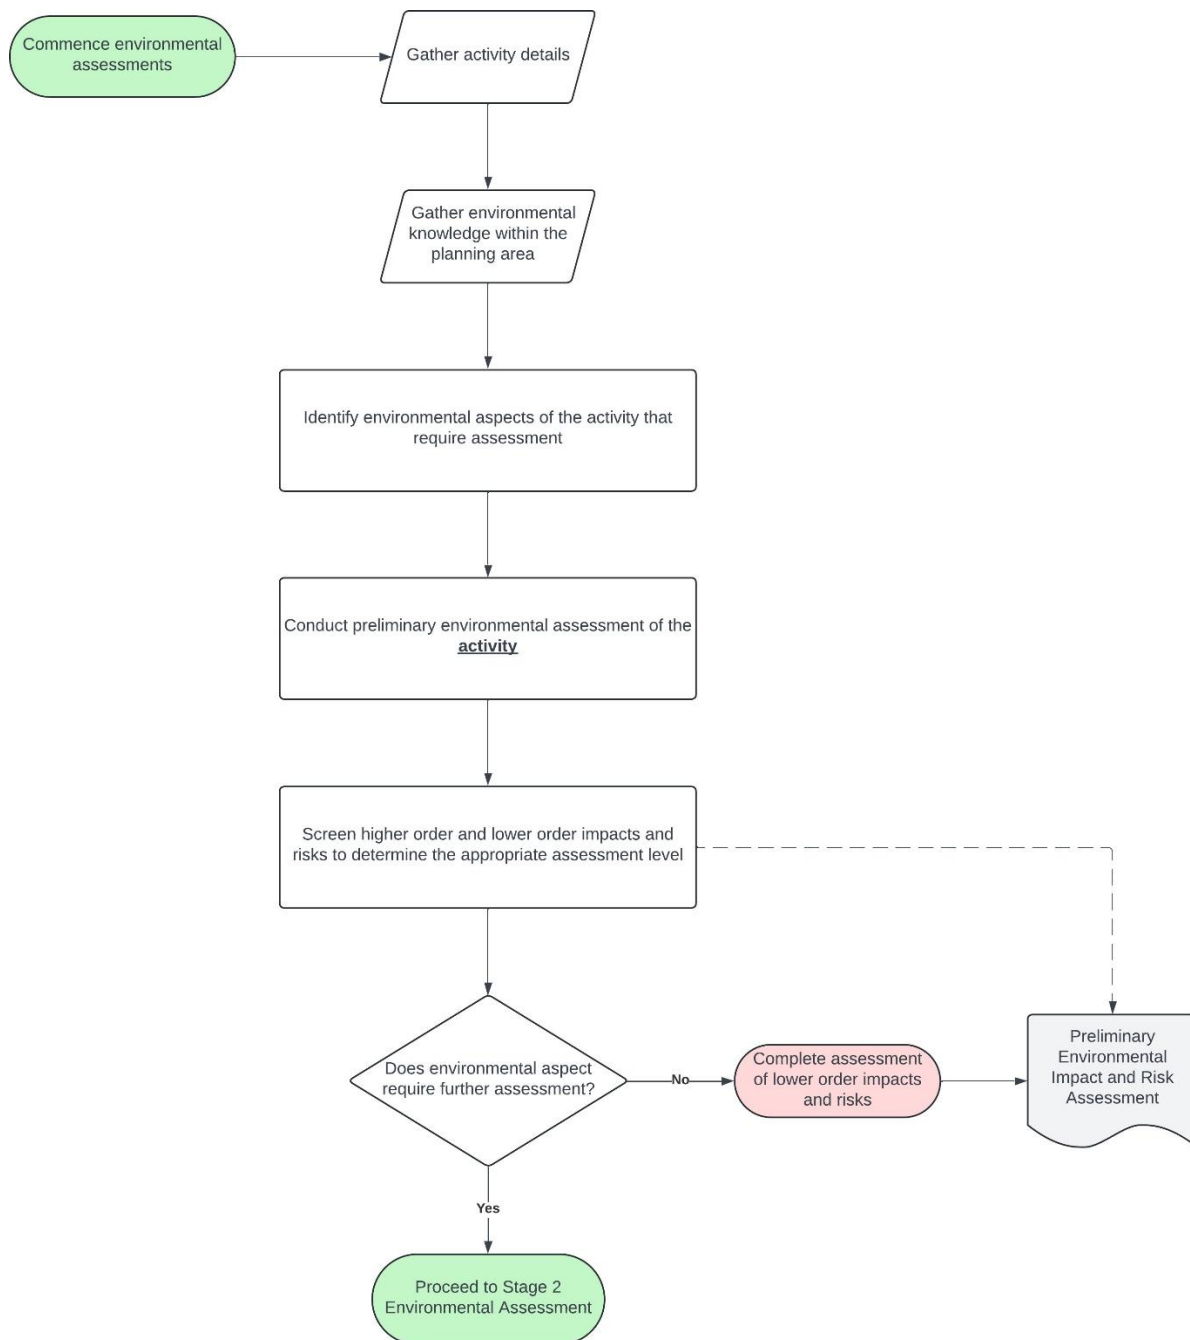 Commence environmental
assessments
Gather activity details
Gather environmental
knowledge within the
planning area
Identify environmental aspects of the activity that
require assessment
Conduct preliminary environmental assessment of the
activity
Screen higher order and lower order impacts and
risks to determine the appropriate assessment level
Does environmental aspect
require further assessment?
No
Complete assessment
of lower order impacts
and risks
Preliminary
Environmental
Impact and Risk
Assessment
Yes
Proceed to Stage 2
Environmental Assessment